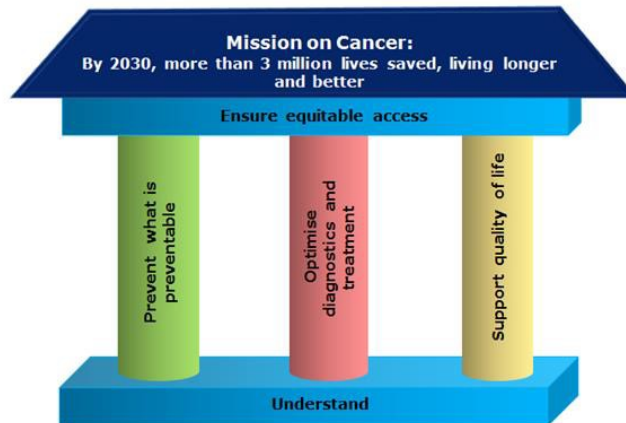 Mission on Cancer:
By 2030, more than 3 million lives saved, living longer
and better
Ensure equitable access
Prevent what is
preventable
Optimise
diagnostics and
treatment
Support quality of life
Understand